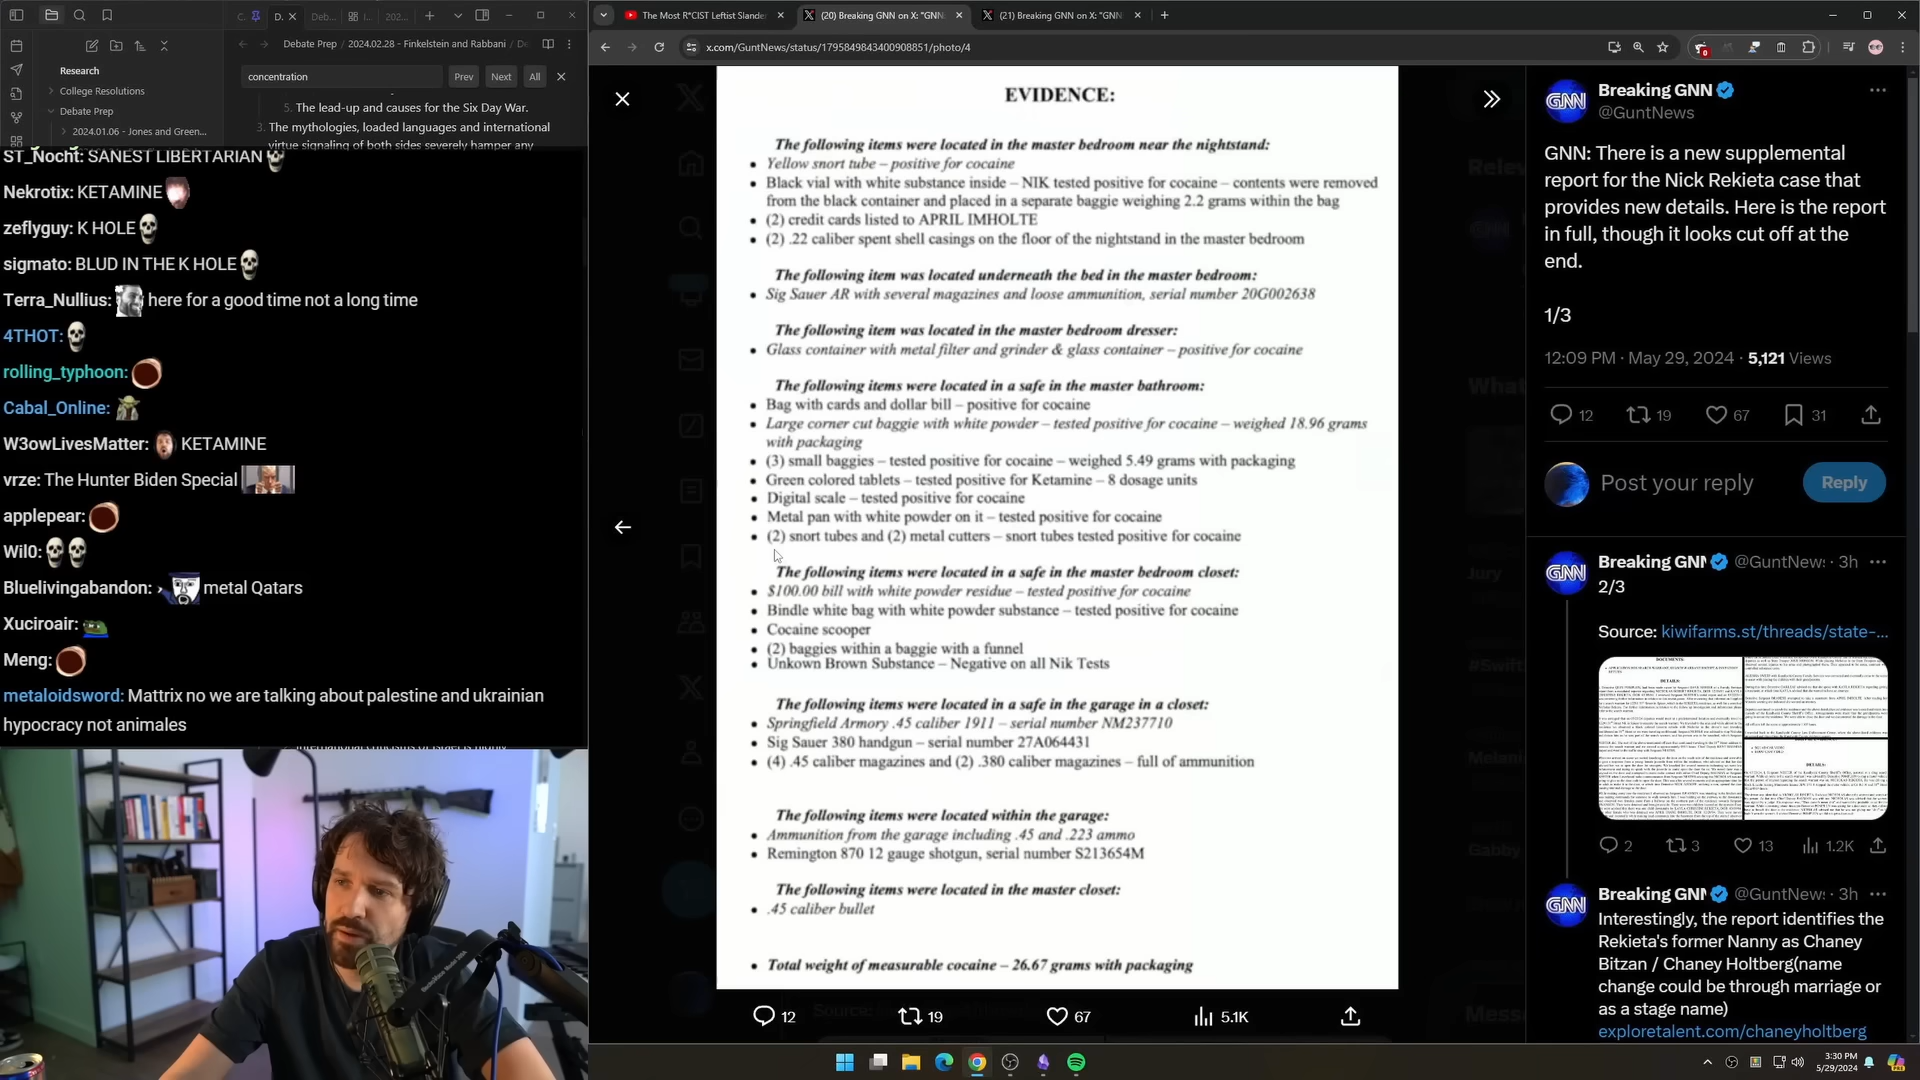 The Most R*CIST Leftist Slander
(20) Breaking GNN on X: "GNN
(21) Breaking GNN on X: "GNN
x.com/GuntNews/status/1795849843400908851/photo/4
Debate Prep / 2024.02.28 - Finkelstein and Rabbani /
concentration
Prev
Next
All
Research
College Resolutions
Debate Prep
2024.01.06 - Jones and Green...
5. The lead-up and causes for the Six Day War.
3. The mythologies, loaded languages and international
virtue signaling of both sides severely hamper any
ST_Nocht: SANEST LIBERTARIAN
Nekrotix: KETAMINE
zeflyguy: K HOLE
sigmato: BLUD IN THE K HOLE
Terra_Nullius: here for a good time not a long time
4THOT:
rolling_typhoon:
Cabal_Online:
W3owLivesMatter: KETAMINE
vrze: The Hunter Biden Special
applepear:
Wil0:
Bluelivingabandon: metal Qatars
Xuciroair:
Meng:
metaloidsword: Mattrix no we are talking about palestine and ukrainian
hypocracy not animales
EVIDENCE:
The following items were located in the master bedroom near the nightstand:
• Yellow snort tube – positive for cocaine
• Black vial with white substance inside – NIK tested positive for cocaine – contents were removed
from the black container and placed in a separate baggie weighing 2.2 grams within the bag
• (2) credit cards listed to APRIL IMHOLTE
• (2) .22 caliber spent shell casings on the floor of the nightstand in the master bedroom
The following item was located underneath the bed in the master bedroom:
• Sig Sauer AR with several magazines and loose ammunition, serial number 20G002638
The following item was located in the master bedroom dresser:
• Glass container with metal filter and grinder & glass container – positive for cocaine
The following items were located in a safe in the master bathroom:
• Bag with cards and dollar bill – positive for cocaine
• Large corner cut baggie with white powder – tested positive for cocaine – weighed 18.96 grams
with packaging
• (3) small baggies – tested positive for cocaine – weighed 5.49 grams with packaging
• Green colored tablets – tested positive for Ketamine – 8 dosage units
• Digital scale – tested positive for cocaine
• Metal pan with white powder on it – tested positive for cocaine
• (2) snort tubes and (2) metal cutters – snort tubes tested positive for cocaine
The following items were located in a safe in the master bedroom closet:
• $100.00 bill with white powder residue – tested positive for cocaine
• Bindle white bag with white powder substance – tested positive for cocaine
• Cocaine scooper
• (2) baggies within a baggie with a funnel
• Unkown Brown Substance – Negative on all Nik Tests
The following items were located in a safe in the garage in a closet:
• Springfield Armory .45 caliber 1911 – serial number NM237710
• Sig Sauer 380 handgun – serial number 27A064431
• (4) .45 caliber magazines and (2) .380 caliber magazines – full of ammunition
The following items were located within the garage:
• Ammunition from the garage including .45 and .223 ammo
• Remington 870 12 gauge shotgun, serial number S213654M
The following items were located in the master closet:
• .45 caliber bullet
• Total weight of measurable cocaine – 26.67 grams with packaging
12
19
67
5.1K
Breaking GNN
@GuntNews
GNN: There is a new supplemental
report for the Nick Rekieta case that
provides new details. Here is the report
in full, though it looks cut off at the
end.
1/3
12:09 PM · May 29, 2024 · 5,121 Views
12
19
67
31
Post your reply
Reply
Breaking GNN @GuntNew: · 3h
2/3
Source: kiwifarms.st/threads/state-...
2
3
13
1.2K
Breaking GNN @GuntNew: · 3h
Interestingly, the report identifies the
Rekieta's former Nanny as Chaney
Bitzan / Chaney Holtberg(name
change could be through marriage or
as a stage name)
exploretalent.com/chaneyholtberg
3:30 PM
5/29/2024